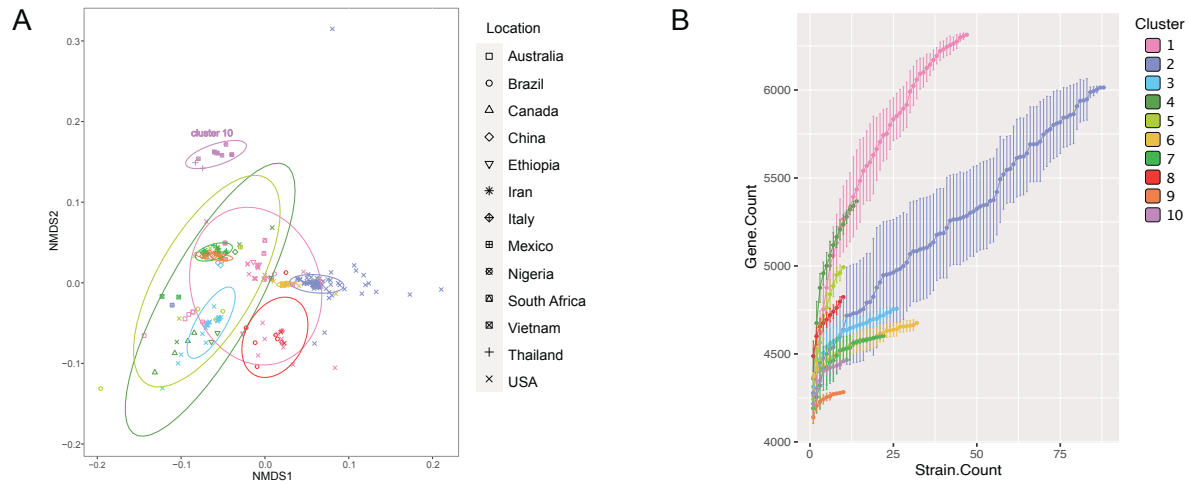 A
NMDS2
0.3
0.2
0.1
0.0
−0.1
−0.2
cluster 10
−0.2
−0.1
0.0
0.1
0.2
NMDS1
Location
Australia
Brazil
Canada
China
Ethiopia
Iran
Italy
Mexico
Nigeria
South Africa
Vietnam
Thailand
USA
B
Gene.Count
6000
5500
5000
4500
4000
0
25
50
75
Strain.Count
Cluster
1
2
3
4
5
6
7
8
9
10